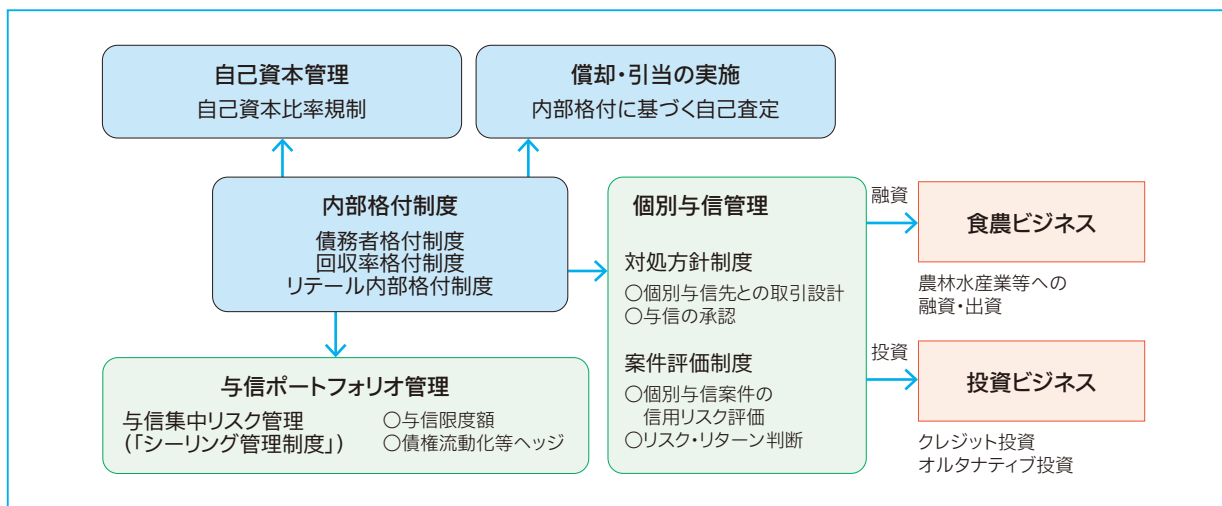 自己資本管理
自己資本比率規制
償却・引当の実施
内部格付に基づく自己査定
内部格付制度
債務者格付制度
回収率格付制度
リテール内部格付制度
与信ポートフォリオ管理
与信集中リスク管理
(「シーリング管理制度」)
○与信限度額
○債権流動化等ヘッジ
個別与信管理
対処方針制度
○個別与信先との取引設計
○与信の承認
案件評価制度
○個別与信案件の
信用リスク評価
○リスク・リターン判断
融資
食農ビジネス
農林水産業等への
融資・出資
投資
投資ビジネス
クレジット投資
オルタナティブ投資